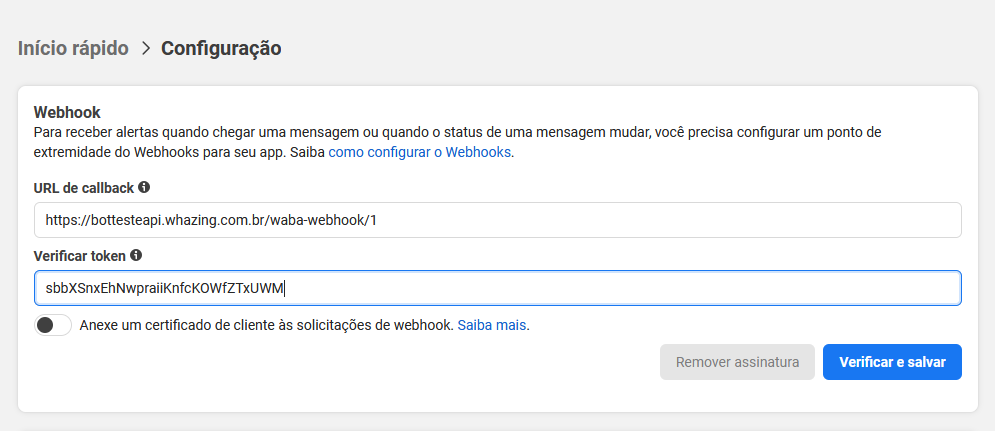 Início rápido > Configuração
Webhook
Para receber alertas quando chegar uma mensagem ou quando o status de uma mensagem mudar, você precisa configurar um ponto de
extremidade do Webhooks para seu app. Saiba como configurar o Webhooks.
URL de callback
https://bottesteapi.whazing.com.br/waba-webhook/1
Verificar token
sbbXSnxEhNwpraiiKnfcKOWfZTxUWM
Anexe um certificado de cliente às solicitações de webhook. Saiba mais.
Remover assinatura
Verificar e salvar